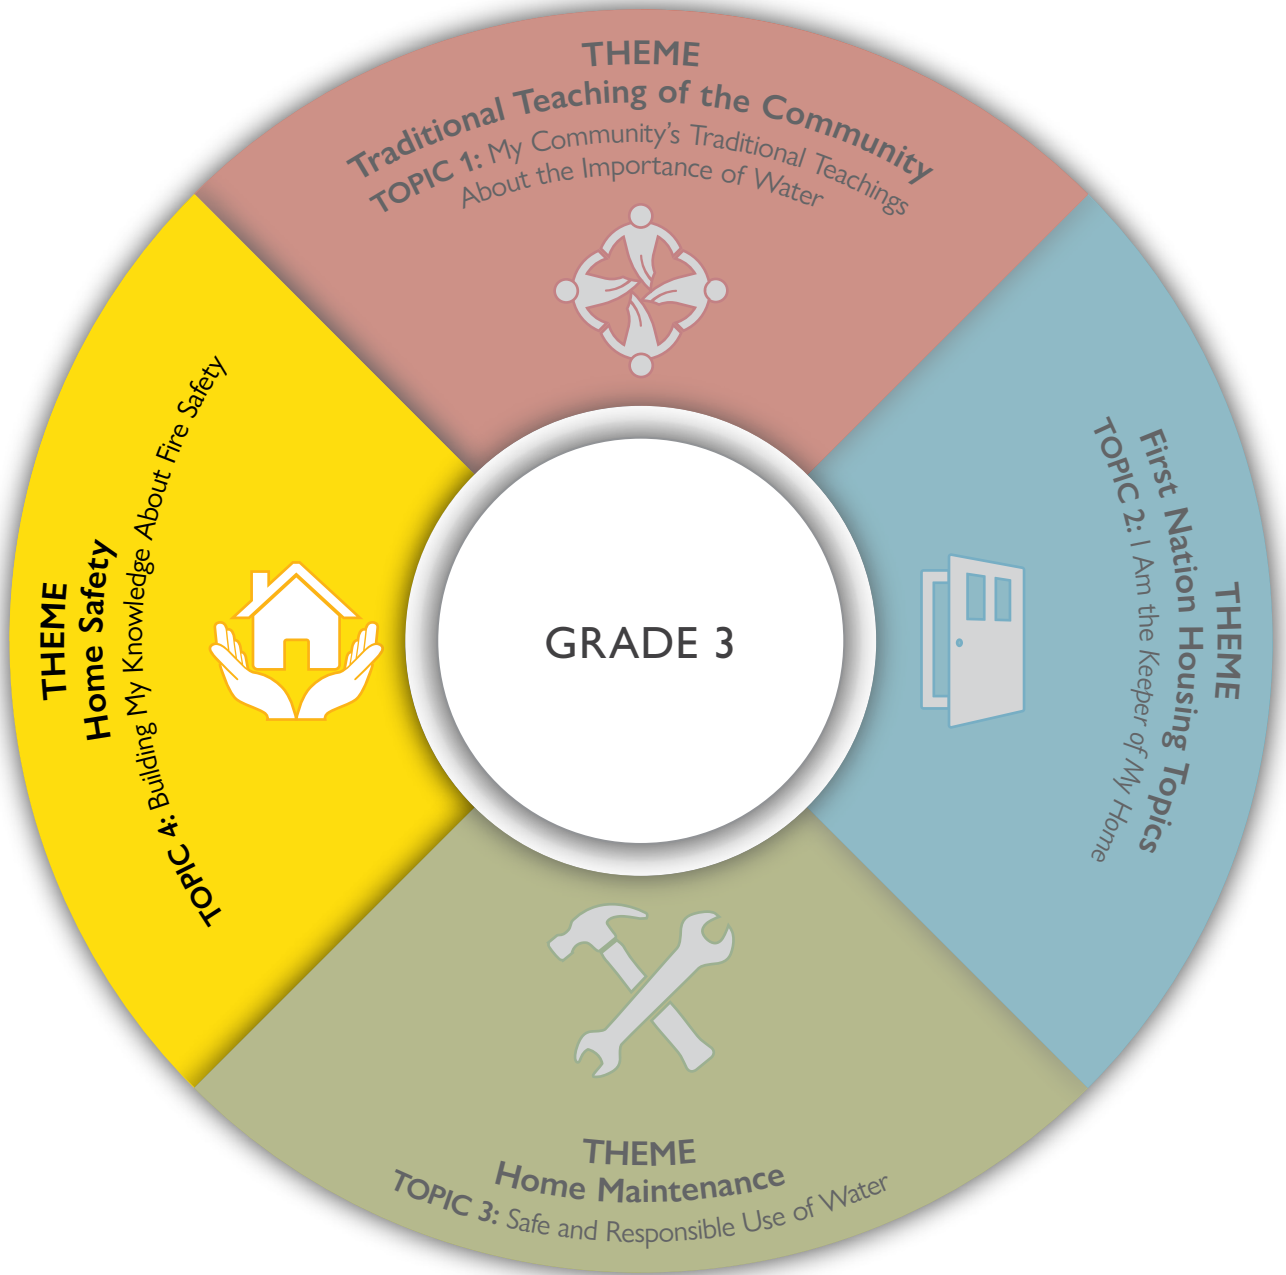 THEME
Traditional Teaching of the Community
TOPIC 1: My Community's Traditional Teachings
About the Importance of Water
THEME
First Nation Housing Topics
TOPIC 2: I Am the Keeper of My Home
GRADE 3
THEME
Home Maintenance
TOPIC 3: Safe and Responsible Use of Water
THEME
Home Safety
TOPIC 4: Building My Knowledge About Fire Safety